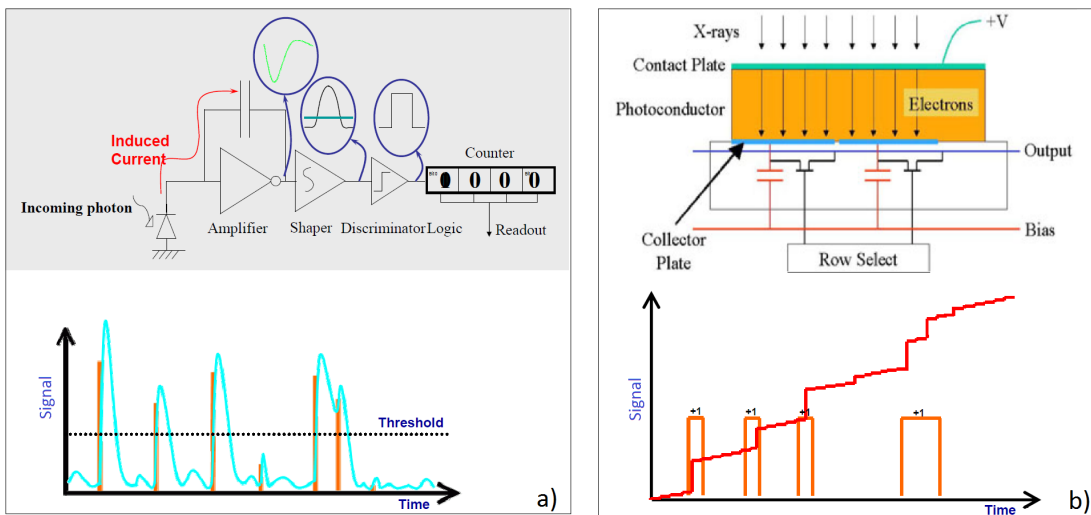 Induced
Current
Incoming photon
Amplifier
Shaper
Discriminator Logic
Counter
0 0 0 0
Readout
Signal
Threshold
Time
a)
X-rays
+V
Contact Plate
Photoconductor
Electrons
Output
Collector
Plate
Bias
Row Select
Signal
+1
+1
+1
+1
Time
b)